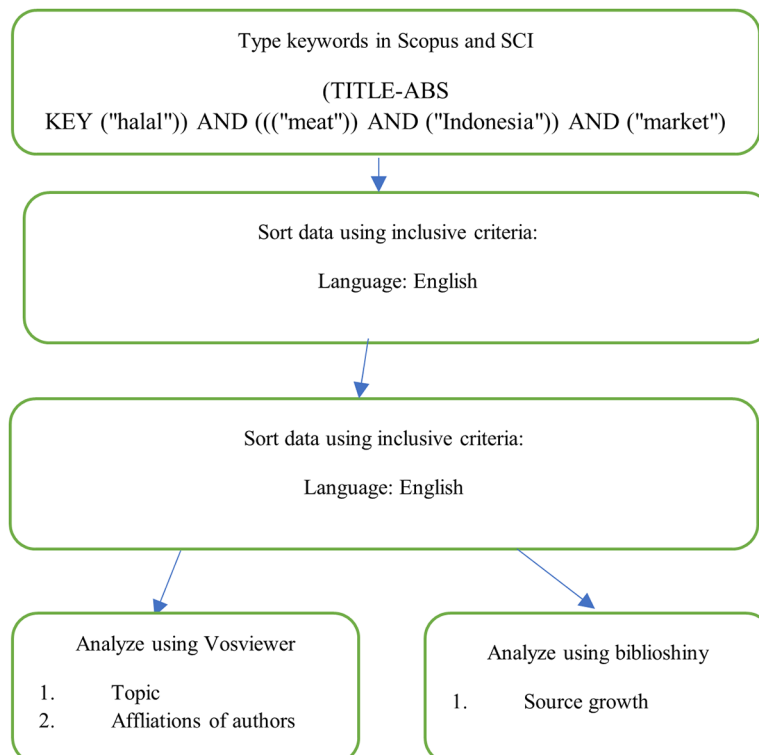 Type keywords in Scopus and SCI
(TITLE-ABS
KEY ("halal")) AND ((("meat")) AND ("Indonesia")) AND ("market")
Sort data using inclusive criteria:
Language: English
Sort data using inclusive criteria:
Language: English
Analyze using Vosviewer
1. Topic
2. Affliations of authors
Analyze using biblioshiny
1. Source growth